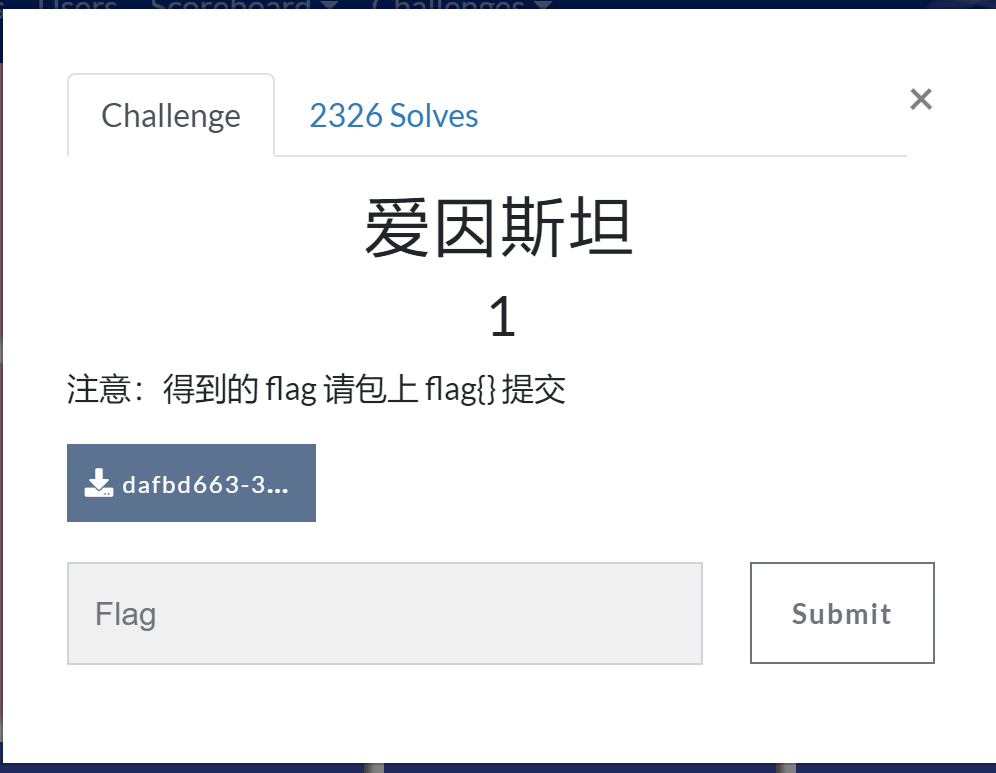 Users Scoreboard Challenges
Challenge 2326 Solves ×
爱因斯坦
1
注意：得到的 flag 请包上 flag{} 提交
dafbd663-3...
Flag Submit